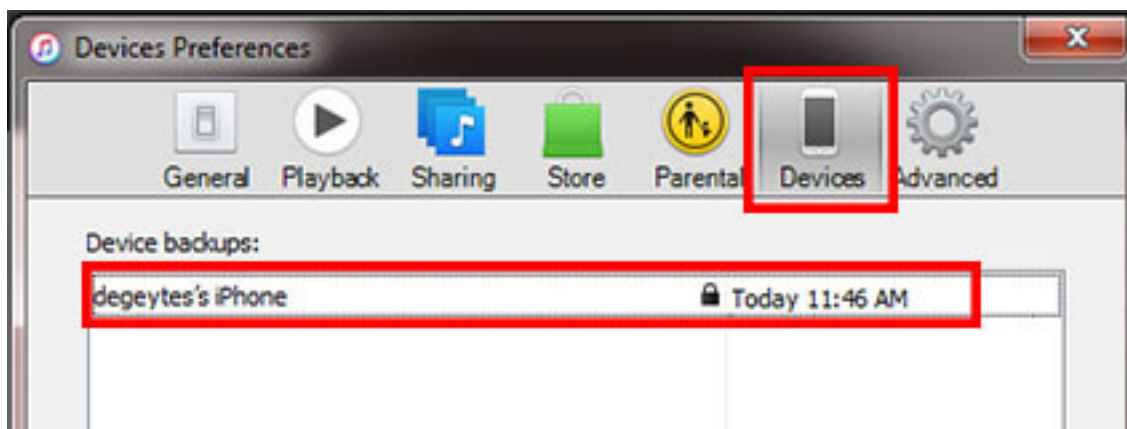 Devices Preferences
General Playback Sharing Store Parental Devices Advanced
Device backups:
degeytes's iPhone Today 11:46 AM